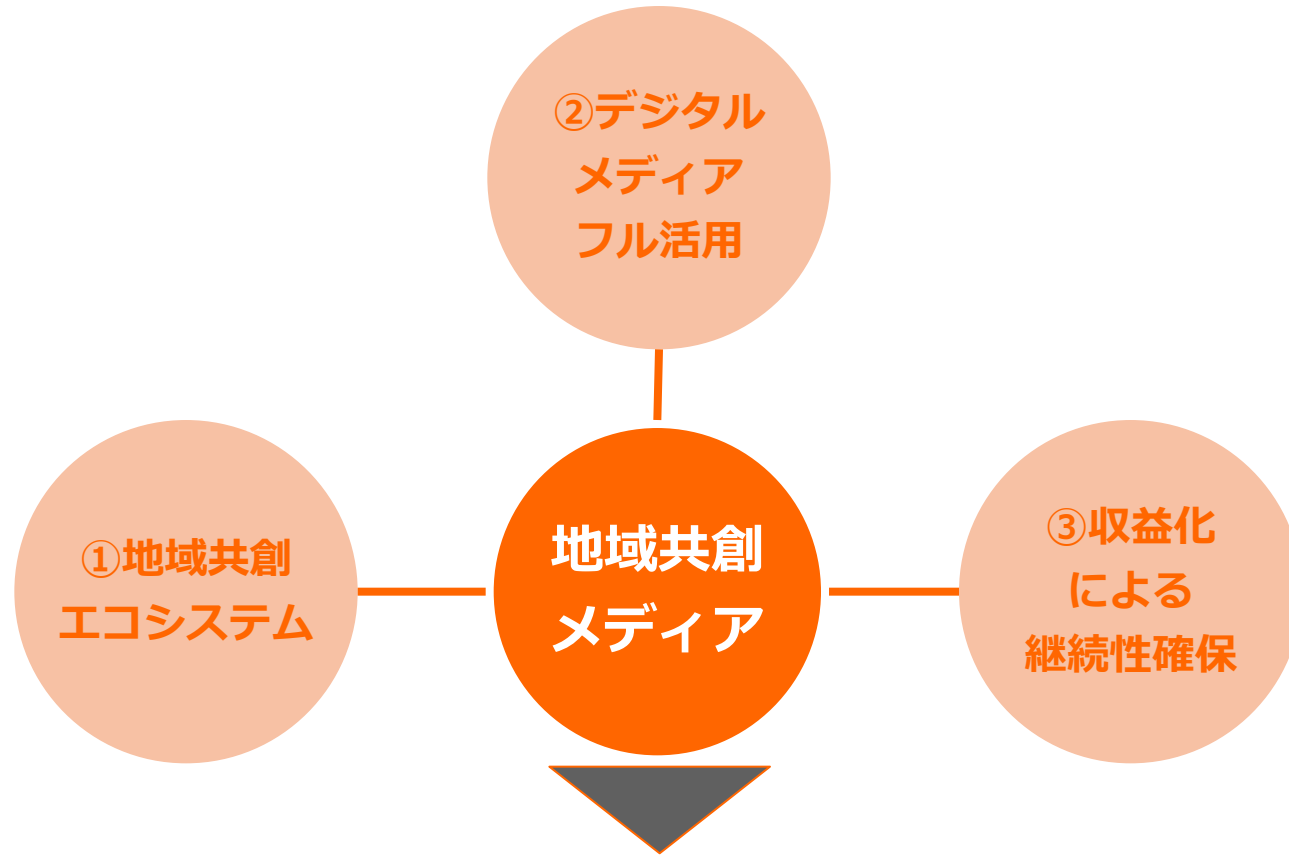 ②デジタル
メディア
フル活用
①地域共創
エコシステム
地域共創
メディア
③収益化
による
継続性確保